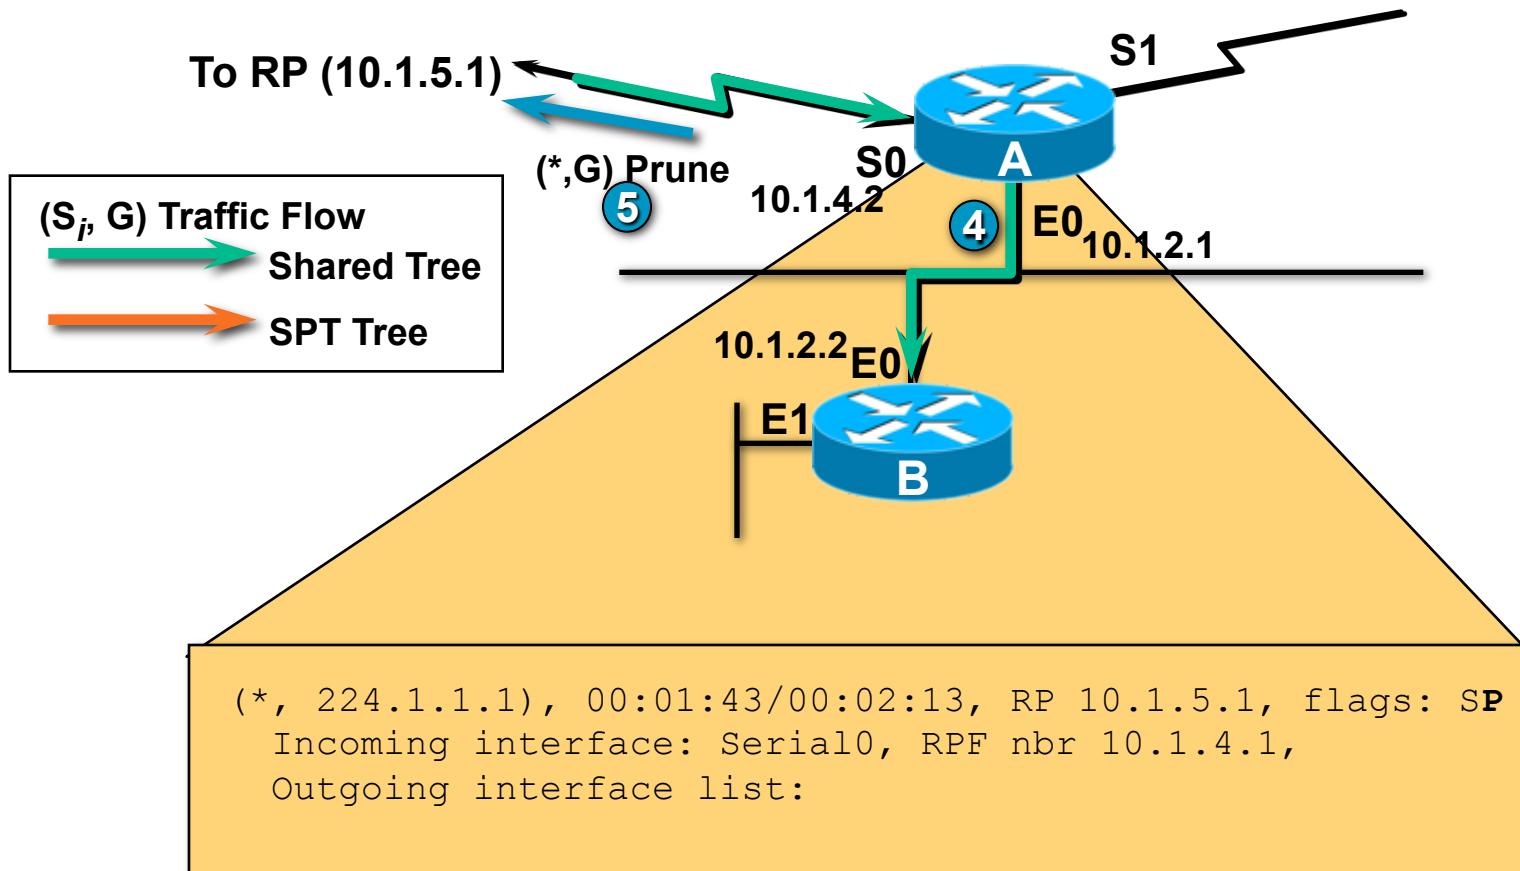 To RP (10.1.5.1)
S1
A
(*,G) Prune
5
S0
10.1.4.2
4
E0
10.1.2.1
(Si, G) Traffic Flow
Shared Tree
SPT Tree
10.1.2.2
E0
E1
B
(*, 224.1.1.1), 00:01:43/00:02:13, RP 10.1.5.1, flags: SP
Incoming interface: Serial0, RPF nbr 10.1.4.1,
Outgoing interface list: